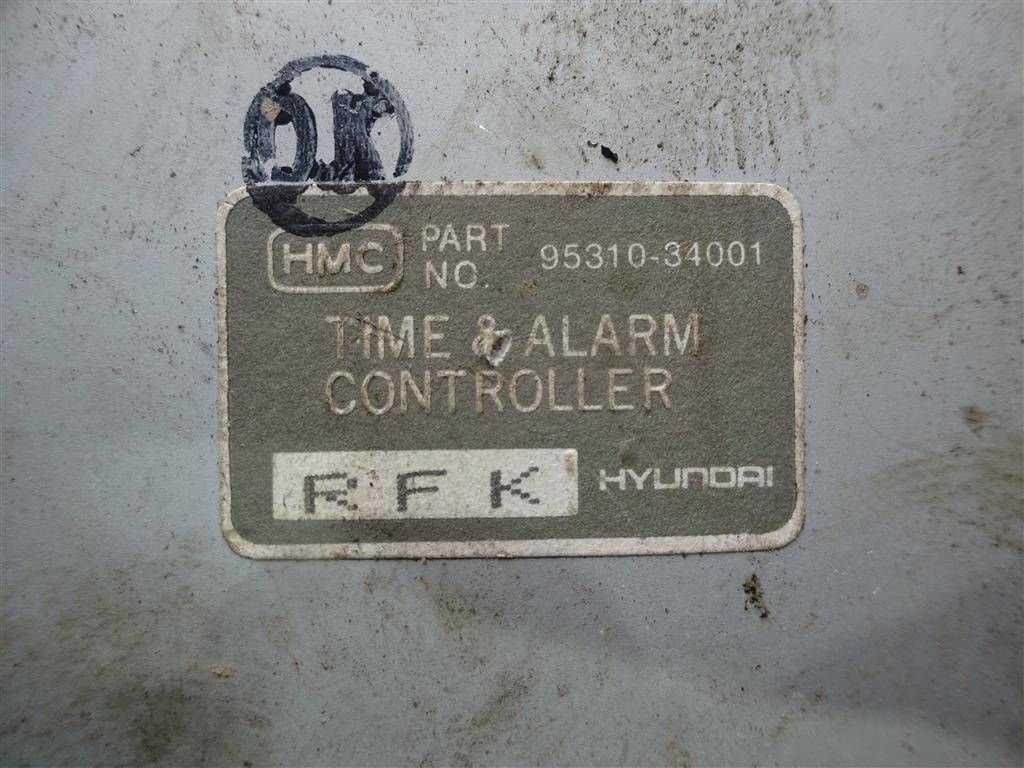 OK
HMC PART NO. 95310-34001
TIME & ALARM
CONTROLLER
RFK HYUNDAI